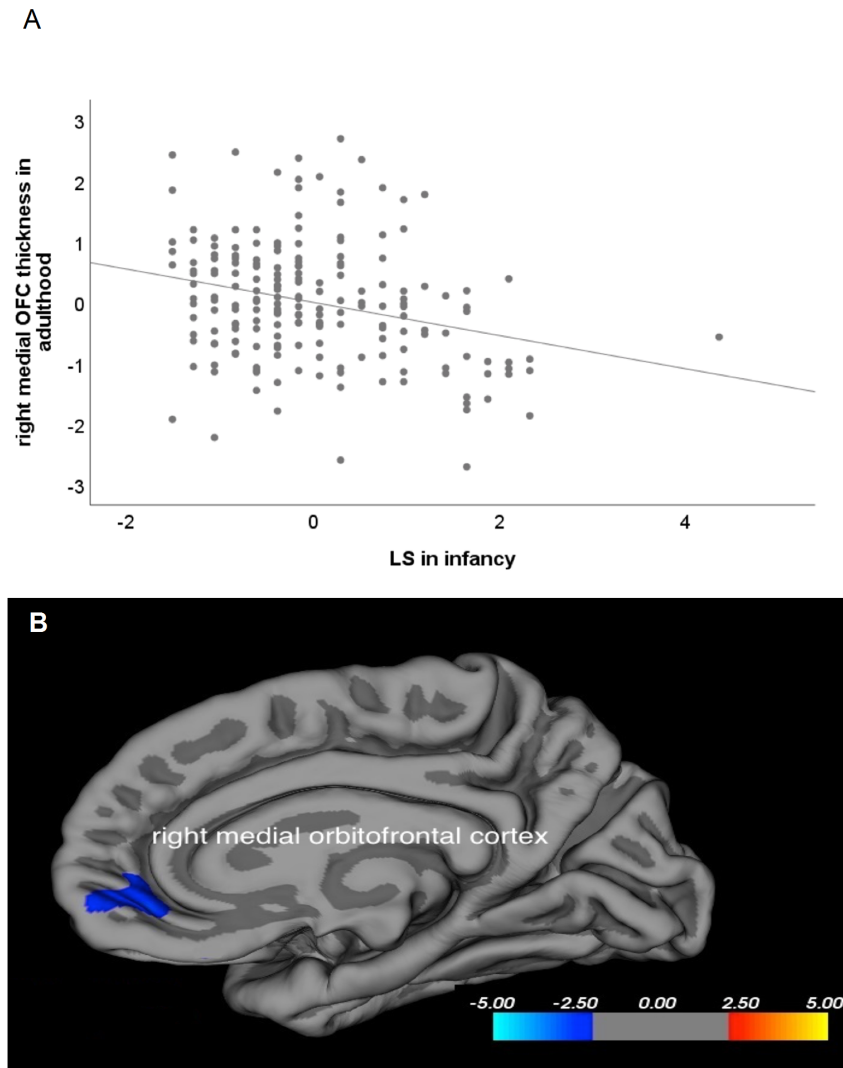 A
3
2
1
0
-1
-2
-3
right medial OFC thickness in
adulthood
-2 0 2 4
LS in infancy
B
right medial orbitofrontal cortex
-5.00 -2.50 0.00 2.50 5.00